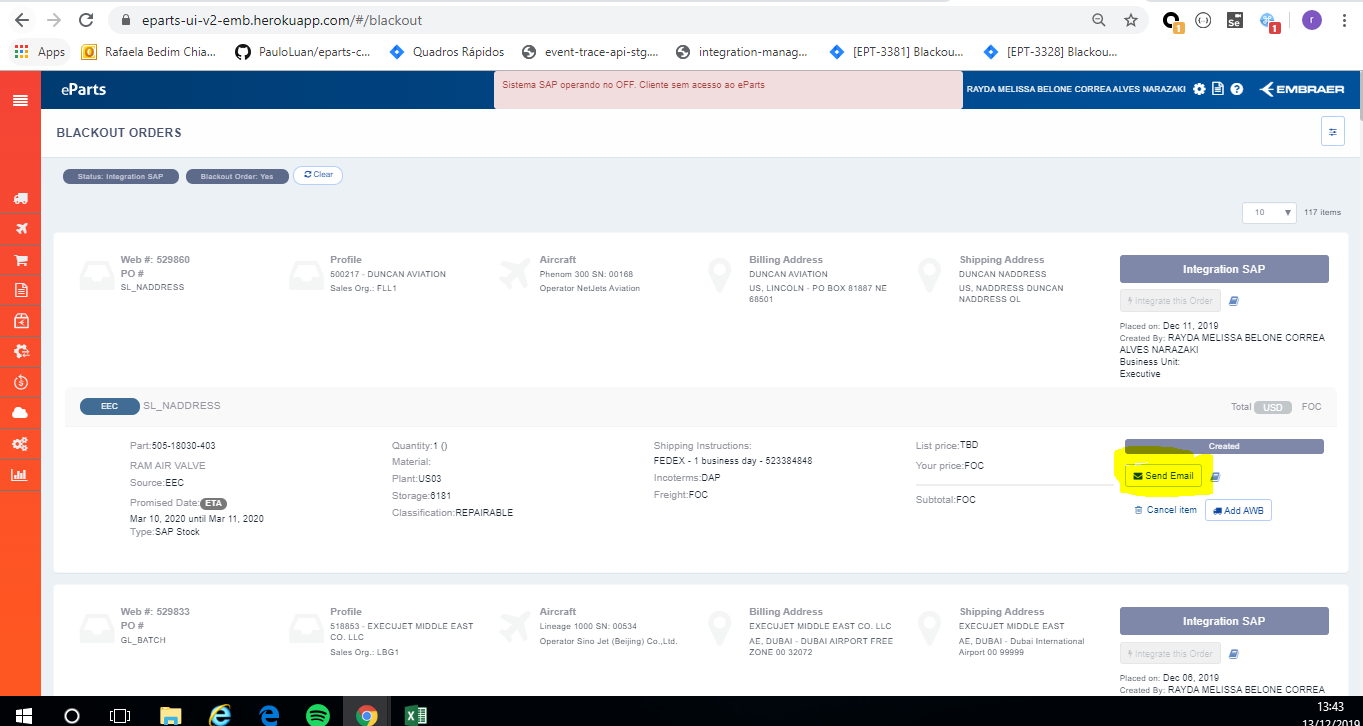 eparts-ui-v2-emb.herokuapp.com/#/blackout
Apps
Rafaela Bedim Chia...
PauloLuan/eparts-c...
Quadros Rápidos
event-trace-api-stg....
integration-manag...
[EPT-3381] Blackou...
[EPT-3328] Blackou...
eParts
Sistema SAP operando no OFF. Cliente sem acesso ao eParts
RAYDA MELISSA BELONE CORREA ALVES NARAZAKI
EMBRAER
BLACKOUT ORDERS
Status: Integration SAP
Blackout Order: Yes
Clear
10
117 items
Web #: 529860
PO #
SL_NADDRESS
Profile
500217 - DUNCAN AVIATION
Sales Org.: FLL1
Aircraft
Phenom 300 SN: 00168
Operator NetJets Aviation
Billing Address
DUNCAN AVIATION
US, LINCOLN - PO BOX 81887 NE
68501
Shipping Address
DUNCAN NADDRESS
US, NADDRESS DUNCAN
NADDRESS OL
Integration SAP
Integrate this Order
Placed on: Dec 11, 2019
Created By: RAYDA MELISSA BELONE CORREA
ALVES NARAZAKI
Business Unit:
Executive
EEC
SL_NADDRESS
Total
USD
FOC
Part:505-18030-403
RAM AIR VALVE
Source:EEC
Promised Date: ETA
Mar 10, 2020 until Mar 11, 2020
Type:SAP Stock
Quantity:1 ()
Material:
Plant:US03
Storage:6181
Classification:REPAIRABLE
Shipping Instructions:
FEDEX - 1 business day - 523384848
Incoterms:DAP
Freight:FOC
List price:TBD
Your price:FOC
Subtotal:FOC
Created
Send Email
Cancel item
Add AWB
Web #: 529833
PO #
GL_BATCH
Profile
518853 - EXECUJET MIDDLE EAST
CO. LLC
Sales Org.: LBG1
Aircraft
Lineage 1000 SN: 00534
Operator Sino Jet (Beijing) Co.,Ltd.
Billing Address
EXECUJET MIDDLE EAST CO. LLC
AE, DUBAI - DUBAI AIRPORT FREE
ZONE 00 32072
Shipping Address
EXECUJET MIDDLE EAST
AE, DUBAI - Dubai International
Airport 00 99999
Integration SAP
Integrate this Order
Placed on: Dec 06, 2019
Created By: RAYDA MELISSA BELONE CORREA
13:43
13/12/2019